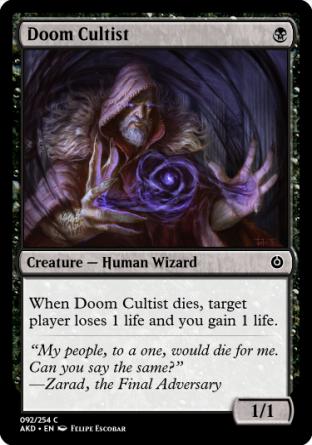 Doom Cultist
Creature — Human Wizard
When Doom Cultist dies, target
player loses 1 life and you gain 1 life.
“My people, to a one, would die for me.
Can you say the same?”
—Zarad, the Final Adversary
1/1
092/254 C
AKD • EN Felipe Escobar